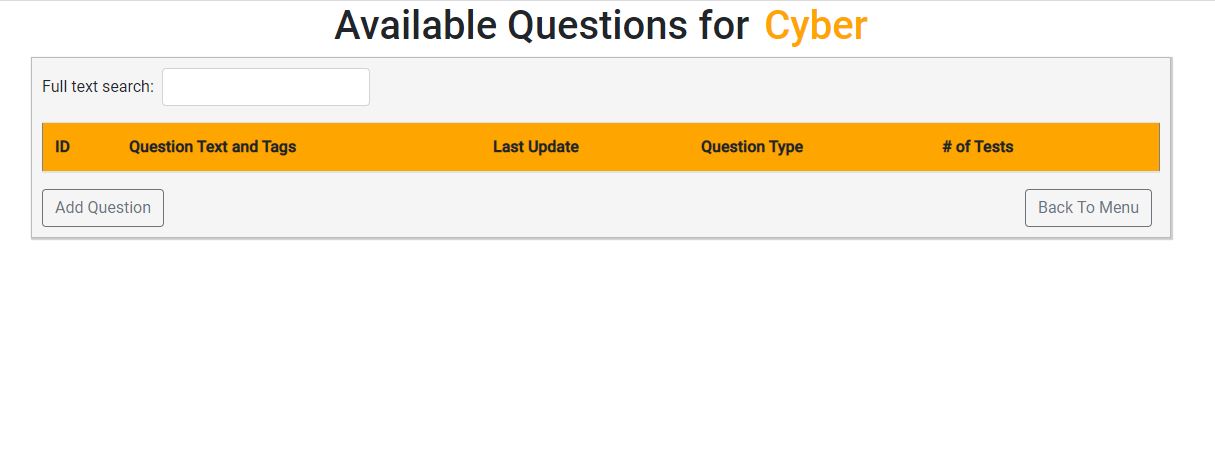 Available Questions for Cyber
Full text search:
ID Question Text and Tags Last Update Question Type # of Tests
Add Question Back To Menu